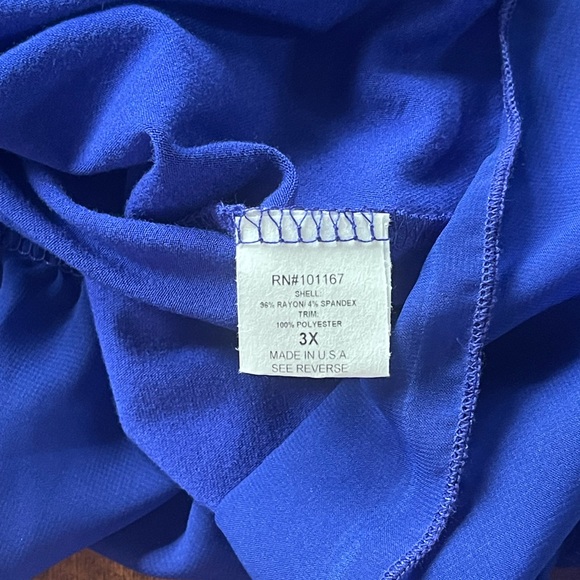 RN#101167
SHELL:
96% RAYON/ 4% SPANDEX
TRIM:
100% POLYESTER
3X
MADE IN U.S.A.
SEE REVERSE